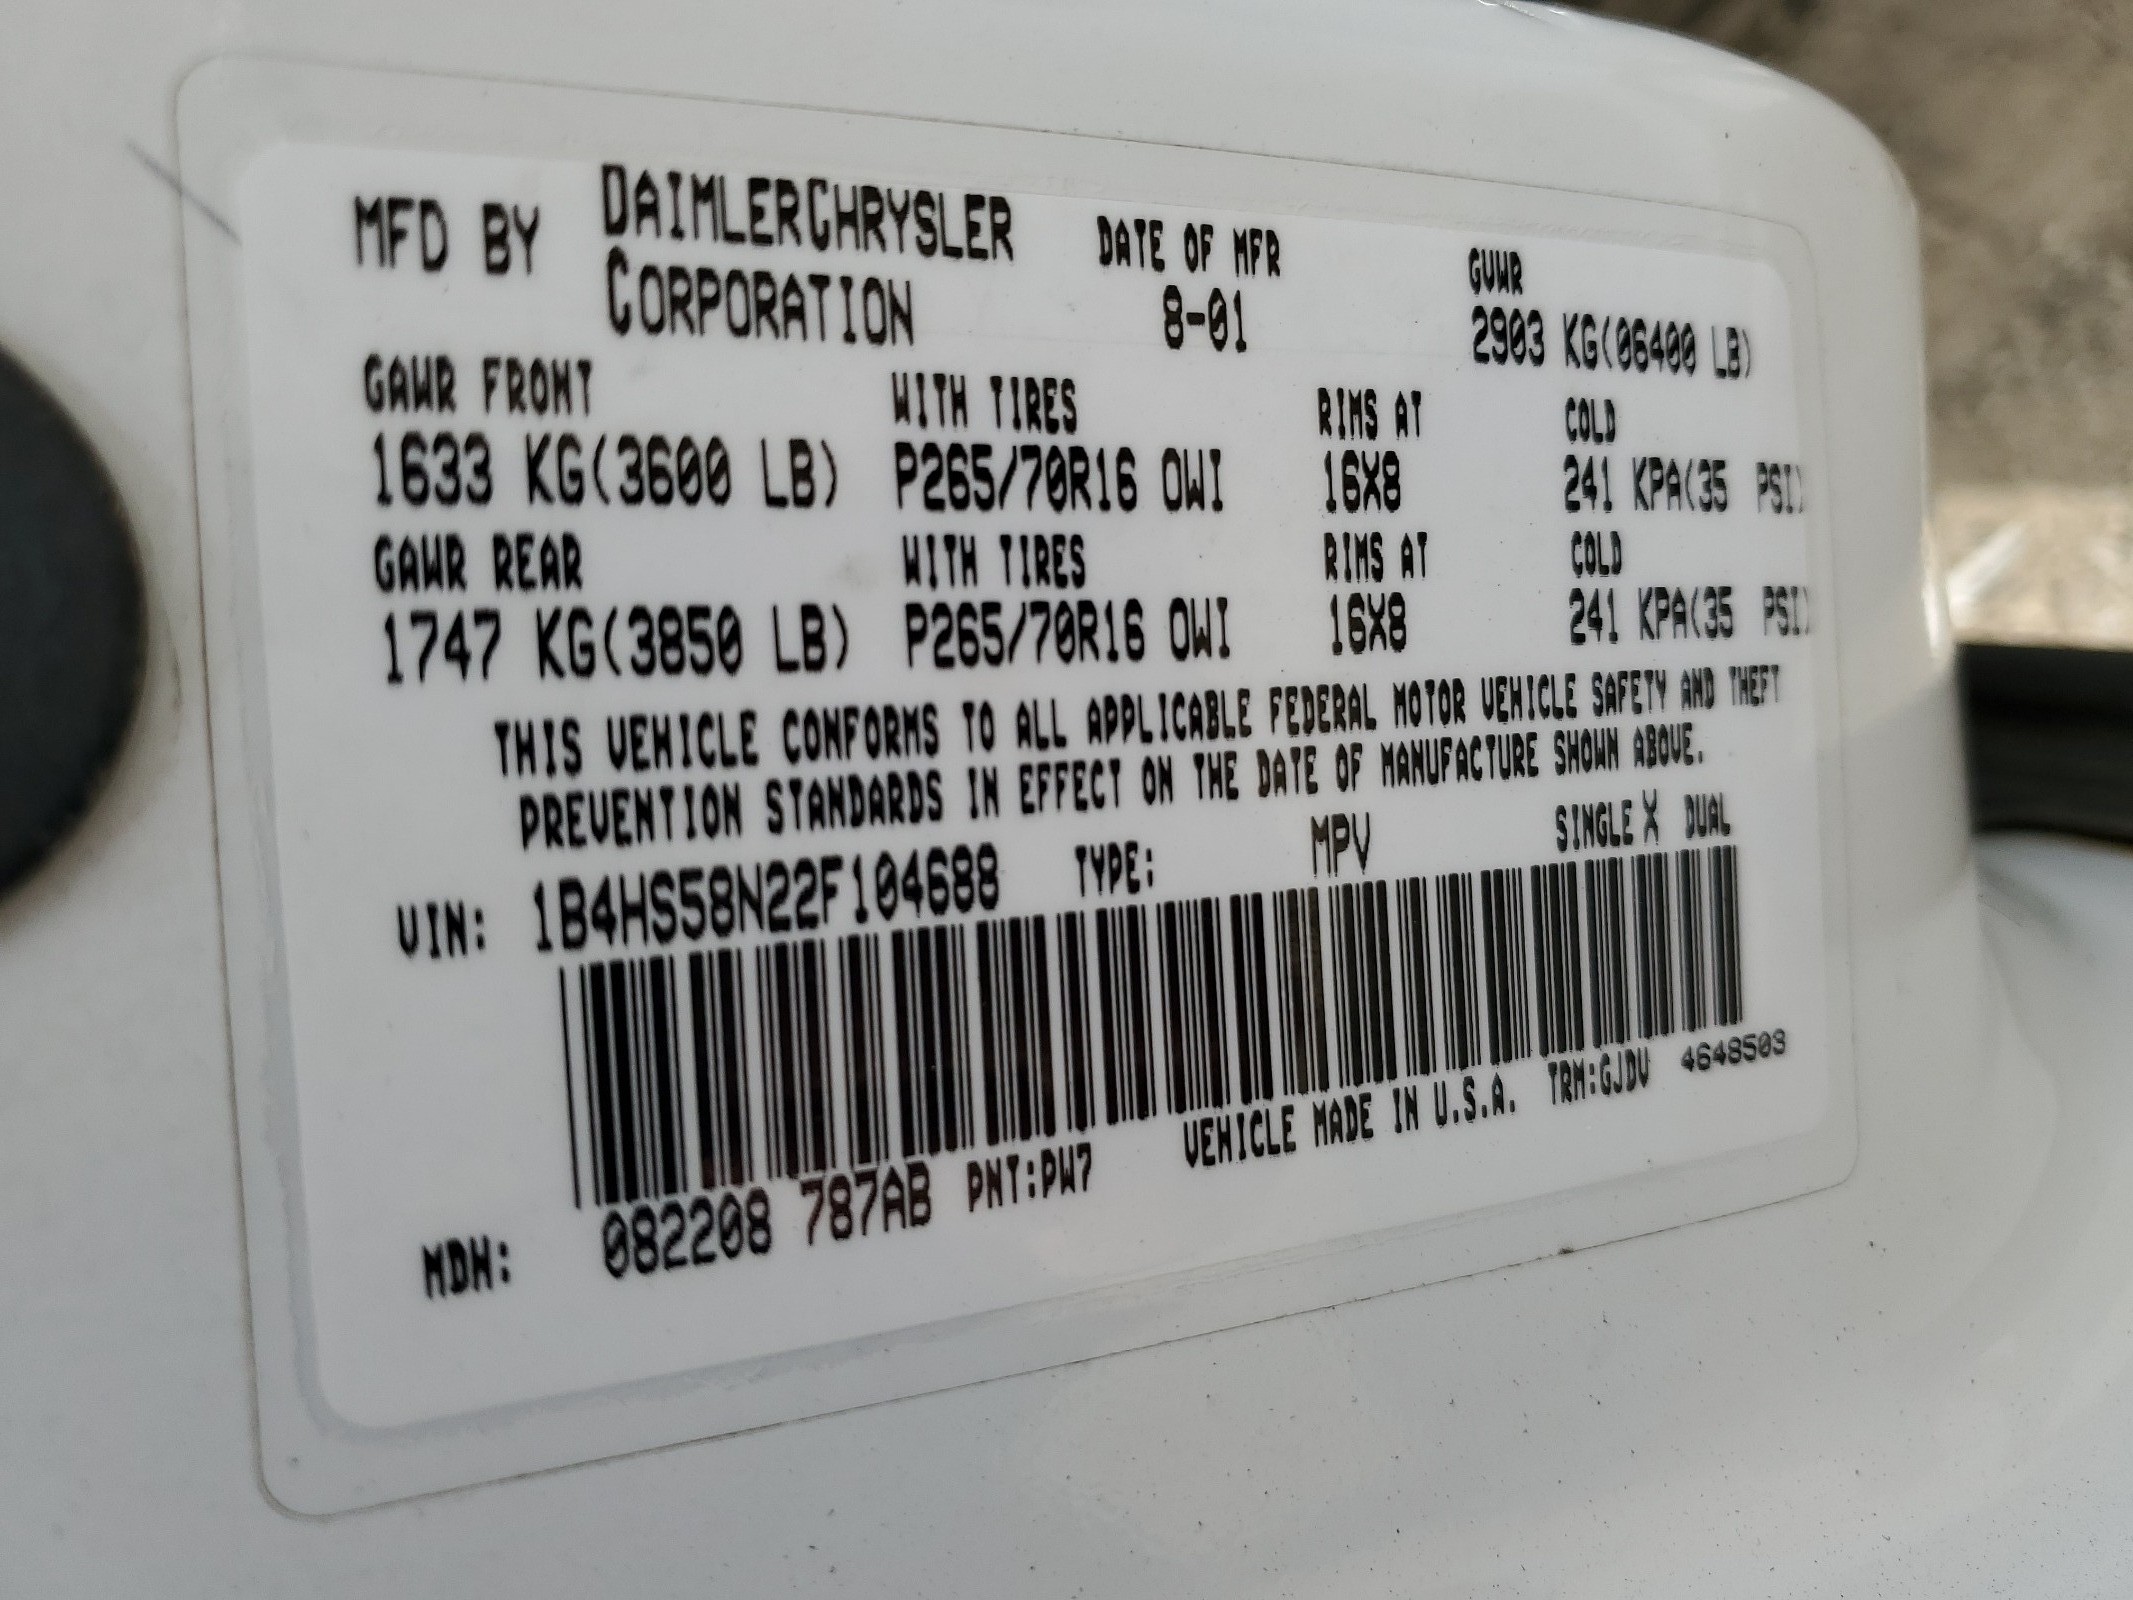 MFD BY DAIMLERCHRYSLER CORPORATION DATE OF MFR 8-01 GVWR 2903 KG(06400 LB)
GAWR FRONT WITH TIRES RIMS AT COLD
1633 KG(3600 LB) P265/70R16 OWI 16X8 241 KPA(35 PSI)
GAWR REAR WITH TIRES RIMS AT COLD
1747 KG(3850 LB) P265/70R16 OWI 16X8 241 KPA(35 PSI)
THIS VEHICLE CONFORMS TO ALL APPLICABLE FEDERAL MOTOR VEHICLE SAFETY AND THEFT
PREVENTION STANDARDS IN EFFECT ON THE DATE OF MANUFACTURE SHOWN ABOVE.
VIN: 1B4HS58N22F104688 TYPE: MPV SINGLE X DUAL
MDH: 082208 787AB PNT:PW7 VEHICLE MADE IN U.S.A. TRM:GJDV 4648503